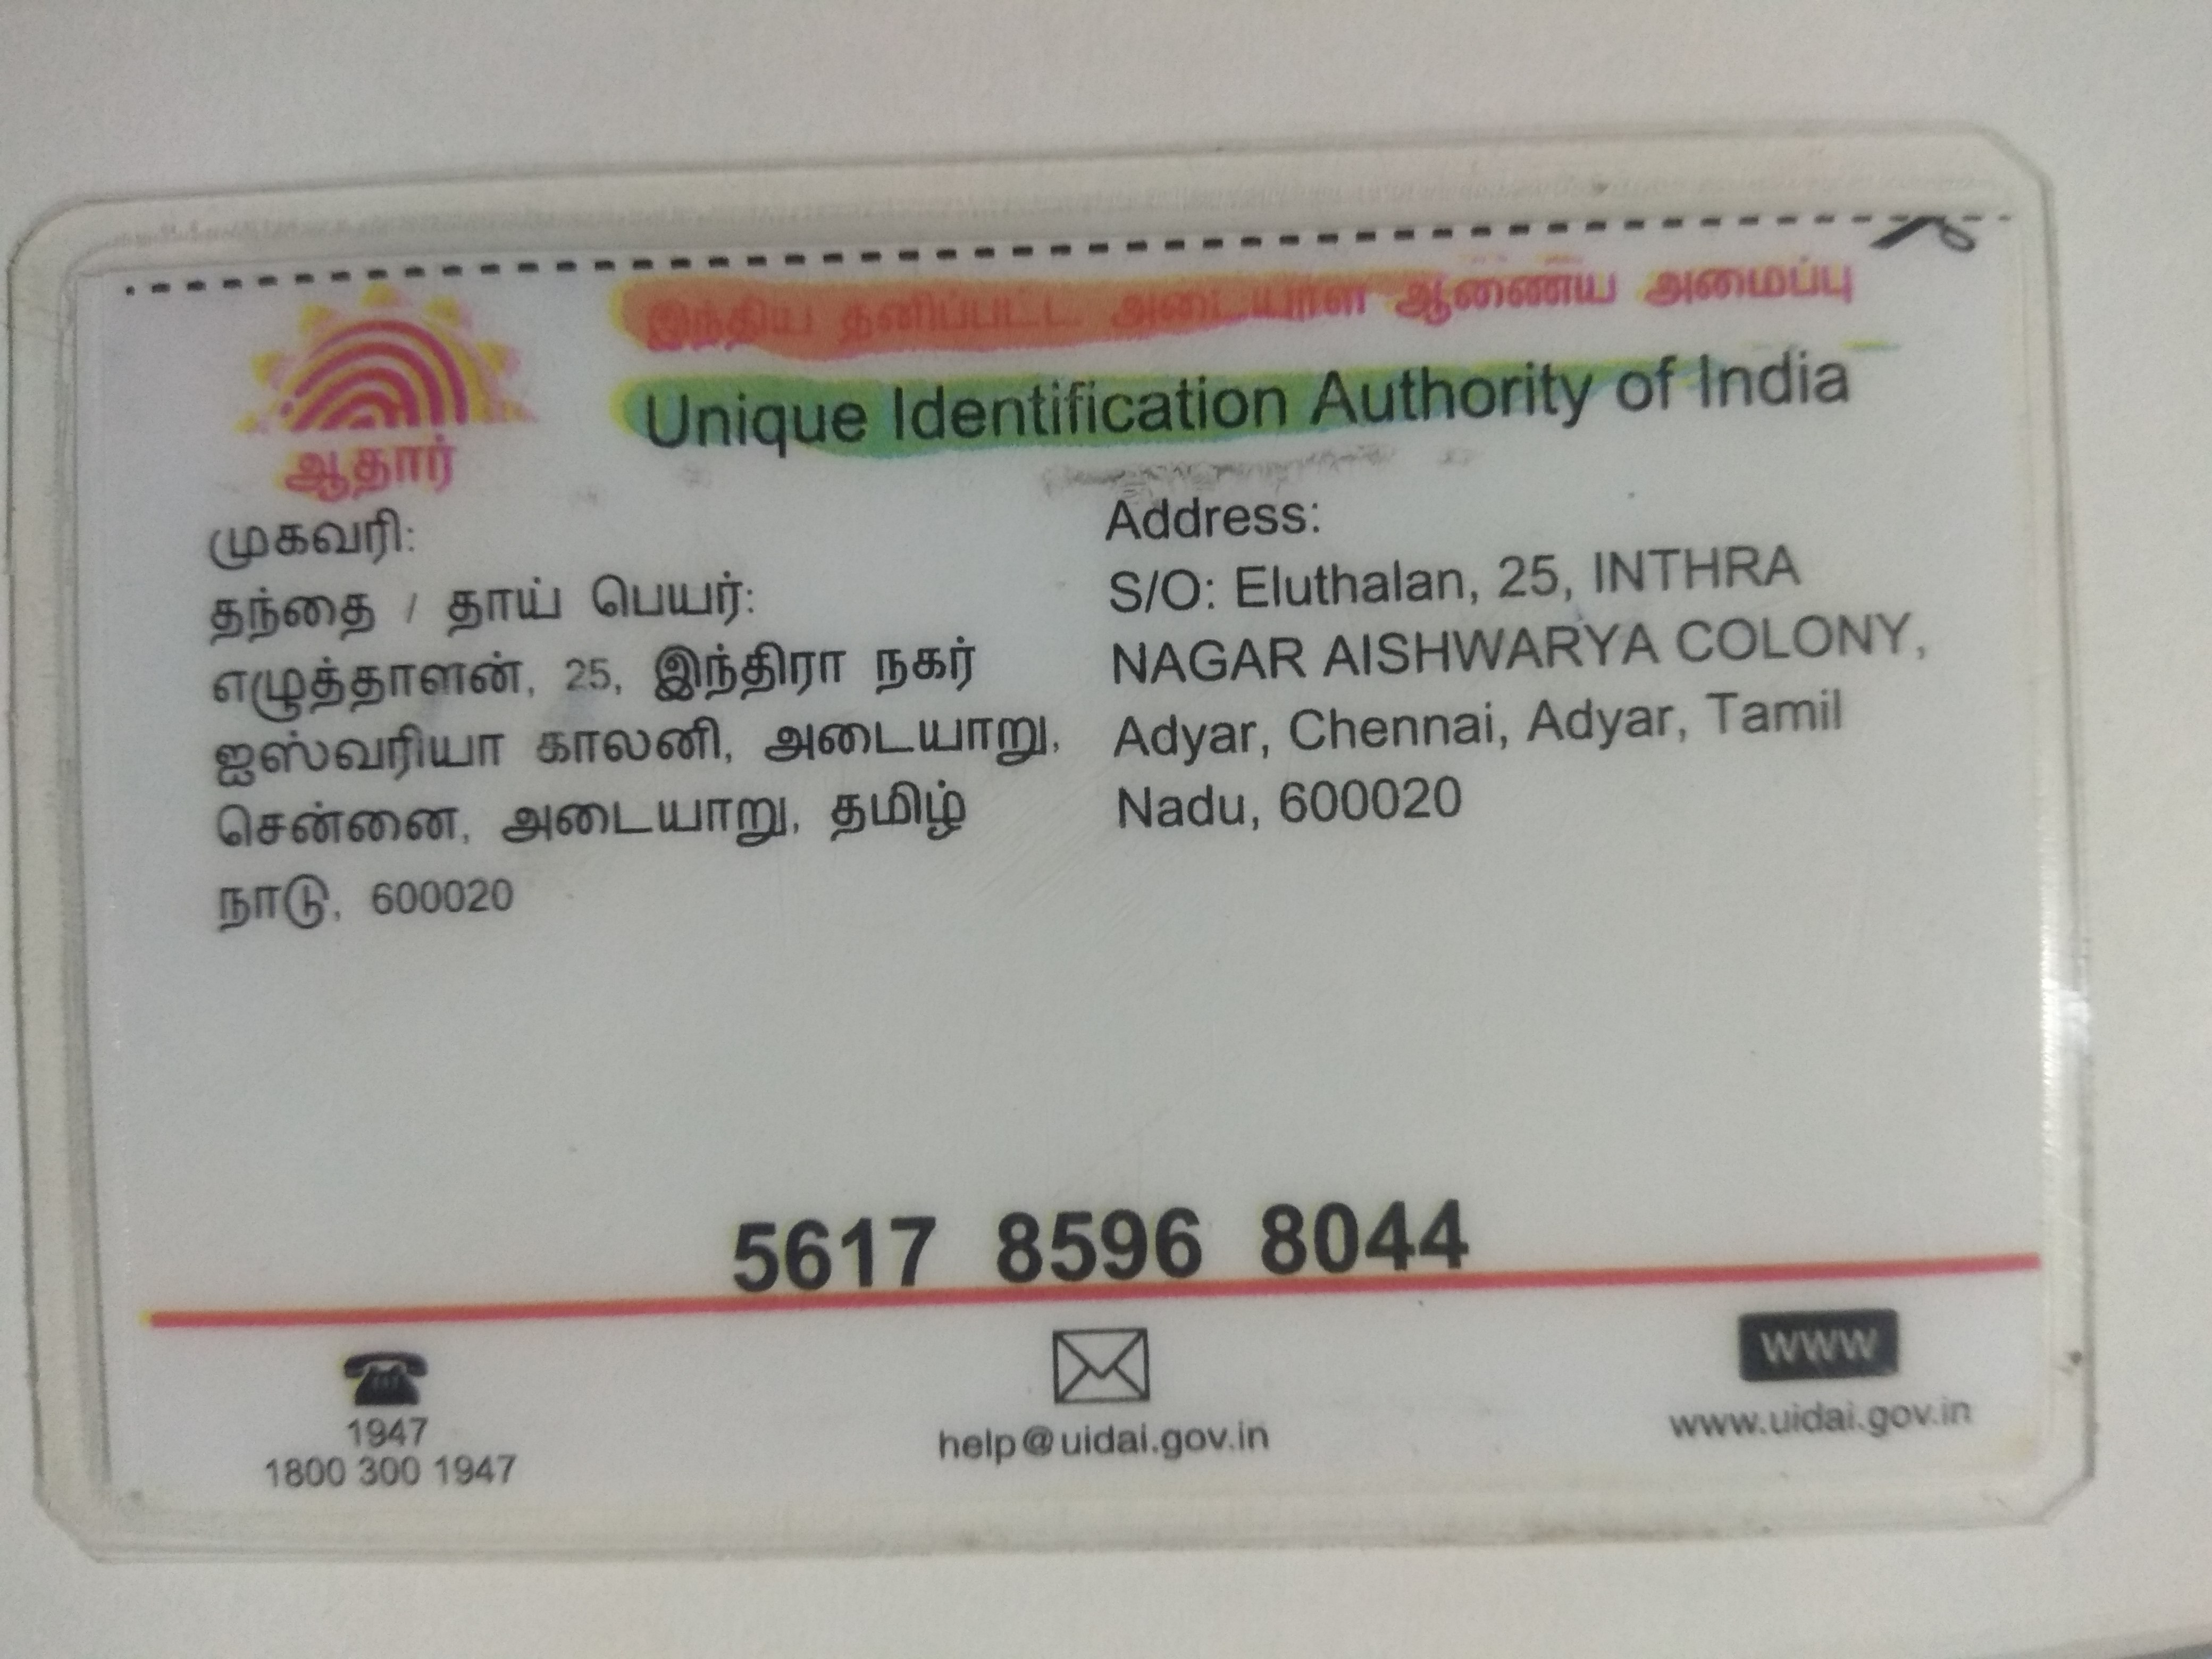 இந்திய தனிப்பட்ட அடையாள ஆணைய அமைப்பு
Unique Identification Authority of India
ஆதார்
முகவரி:
தந்தை / தாய் பெயர்:
எழுத்தாளன், 25, இந்திரா நகர்
ஐஸ்வரியா காலனி, அடையாறு,
சென்னை, அடையாறு, தமிழ்
நாடு, 600020
Address:
S/O: Eluthalan, 25, INTHRA
NAGAR AISHWARYA COLONY,
Adyar, Chennai, Adyar, Tamil
Nadu, 600020
5617 8596 8044
1947
1800 300 1947
help@uidai.gov.in
www
www.uidai.gov.in